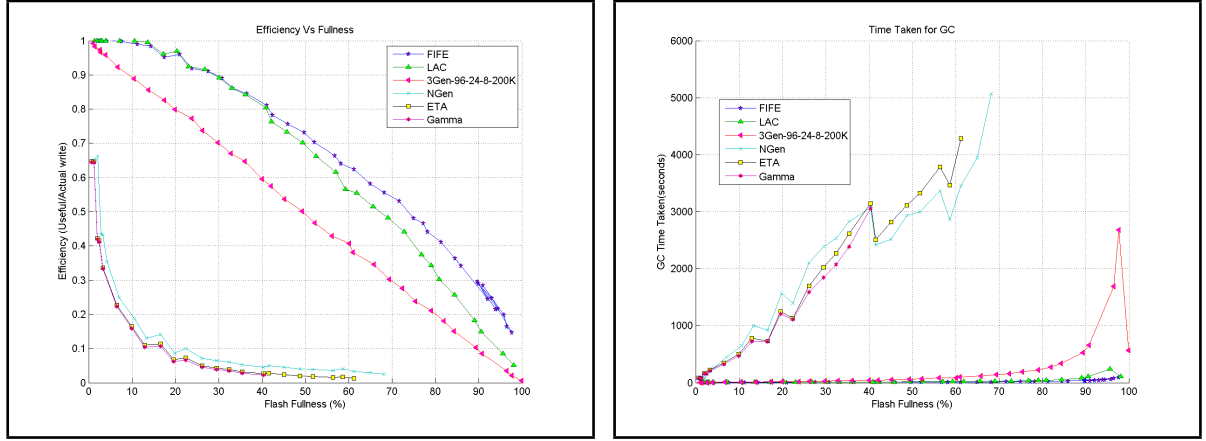 Efficiency Vs Fullness
1
0.9
0.8
0.7
0.6
0.5
0.4
0.3
0.2
0.1
0
Efficiency (Useful/Actual write)
FIFE
LAC
3Gen-96-24-8-200K
NGen
ETA
Gamma
0 10 20 30 40 50 60 70 80 90 100
Flash Fullness (%)
Time Taken for GC
6000
5000
4000
3000
2000
1000
0
GC Time Taken(seconds)
FIFE
LAC
3Gen-96-24-8-200K
NGen
ETA
Gamma
0 10 20 30 40 50 60 70 80 90 100
Flash Fullness (%)